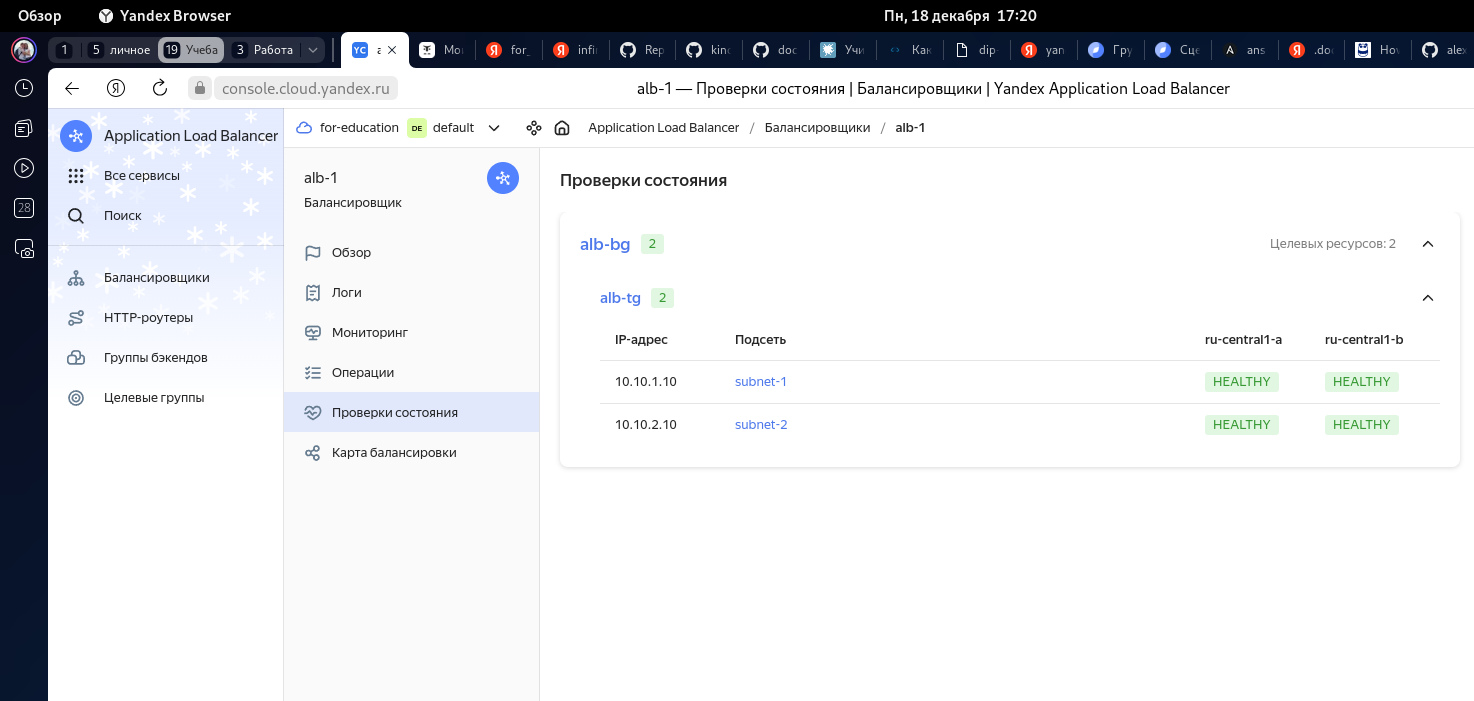 Обзор Yandex Browser Пн, 18 декабря 17:20
1 5 личное 19 Учеба 3 Работа YC for_ infi Rep kinc doc Учи Как dip yan Гру Сце ans .do Hov alex
console.cloud.yandex.ru alb-1 — Проверки состояния | Балансировщики | Yandex Application Load Balancer
28
Application Load Balancer
Все сервисы
Поиск
Балансировщики
HTTP-роутеры
Группы бэкендов
Целевые группы
for-education DE default Application Load Balancer / Балансировщики / alb-1
alb-1
Балансировщик
Обзор
Логи
Мониторинг
Операции
Проверки состояния
Карта балансировки
Проверки состояния
alb-bg 2 Целевых ресурсов: 2
alb-tg 2
IP-адрес Подсеть ru-central1-a ru-central1-b
10.10.1.10 subnet-1 HEALTHY HEALTHY
10.10.2.10 subnet-2 HEALTHY HEALTHY